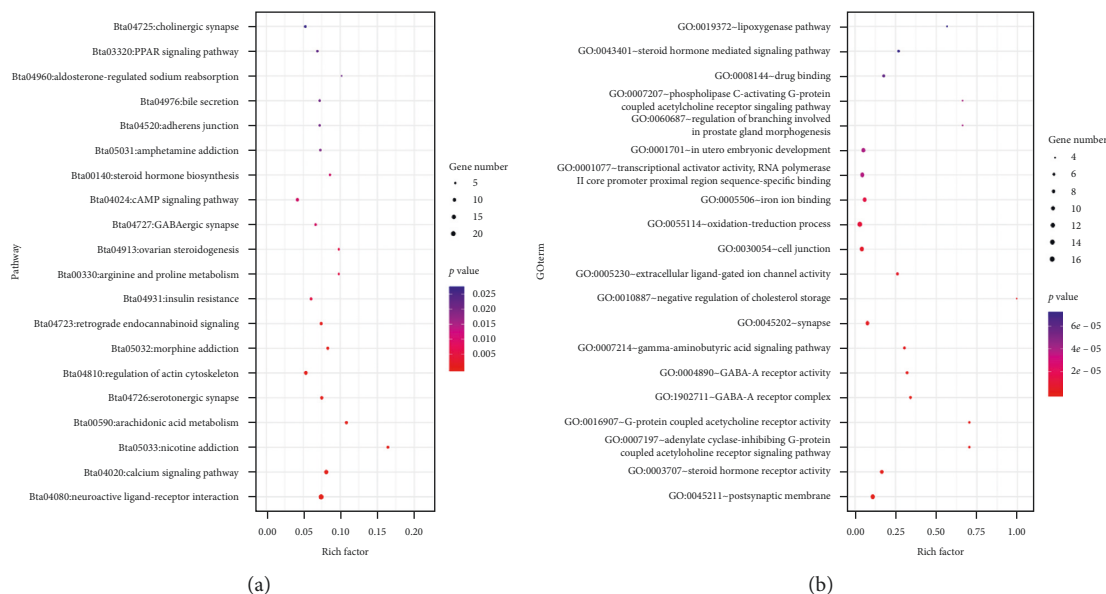 Pathway
Bta04725:cholinergic synapse
Bta03320:PPAR signaling pathway
Bta04960:aldosterone-regulated sodium reabsorption
Bta04976:bile secretion
Bta04520:adherens junction
Bta05031:amphetamine addiction
Bta00140:steroid hormone biosynthesis
Bta04024:cAMP signaling pathway
Bta04727:GABAergic synapse
Bta04913:ovarian steroidogenesis
Bta00330:arginine and proline metabolism
Bta04931:insulin resistance
Bta04723:retrograde endocannabinoid signaling
Bta05032:morphine addiction
Bta04810:regulation of actin cytoskeleton
Bta04726:serotonergic synapse
Bta00590:arachidonic acid metabolism
Bta05033:nicotine addiction
Bta04020:calcium signaling pathway
Bta04080:neuroactive ligand-receptor interaction
0.00 0.05 0.10 0.15 0.20
Rich factor
Gene number
5
10
15
20
p value
0.025
0.020
0.015
0.010
0.005
(a)
GOterm
GO:0019372~lipoxygenase pathway
GO:0043401~steroid hormone mediated signaling pathway
GO:0008144~drug binding
GO:0007207~phospholipase C-activating G-protein
coupled acetylcholine receptor singaling pathway
GO:0060687~regulation of branching involved
in prostate gland morphogenesis
GO:0001701~in utero embryonic development
GO:0001077~transcriptional activator activity, RNA polymerase
II core promoter proximal region sequence-specific binding
GO:0005506~iron ion binding
GO:0055114~oxidation-treduction process
GO:0030054~cell junction
GO:0005230~extracellular ligand-gated ion channel activity
GO:0010887~negative regulation of cholesterol storage
GO:0045202~synapse
GO:0007214~gamma-aminobutyric acid signaling pathway
GO:0004890~GABA-A receptor activity
GO:1902711~GABA-A receptor complex
GO:0016907~G-protein coupled acetycholine receptor activity
GO:0007197~adenylate cyclase-inhibiting G-protein
coupled acetyloholine receptor signaling pathway
GO:0003707~steroid hormone receptor activity
GO:0045211~postsynaptic membrane
0.00 0.25 0.50 0.75 1.00
Rich factor
Gene number
4
6
8
10
12
14
16
p value
6e − 05
4e − 05
2e − 05
(b)